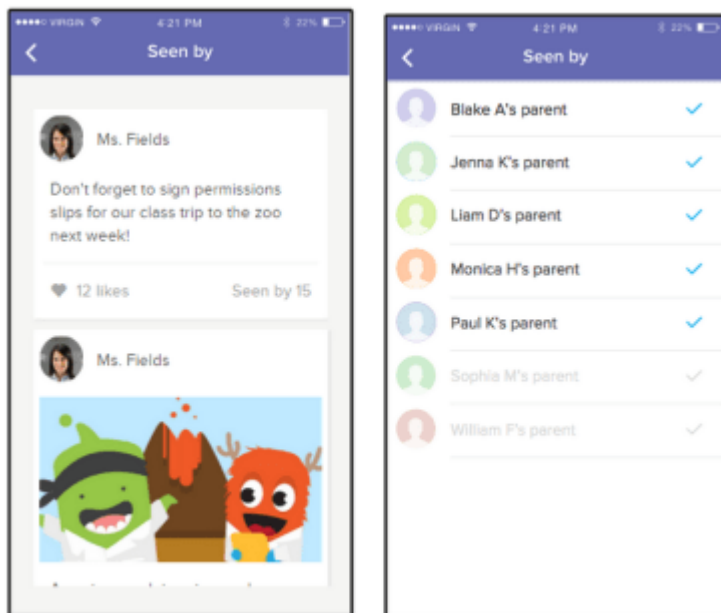 VIRGIN 4:21 PM 22%
Seen by
Ms. Fields
Don't forget to sign permissions
slips for our class trip to the zoo
next week!
12 likes Seen by 15
Ms. Fields
VIRGIN 4:21 PM 22%
Seen by
Blake A's parent
Jenna K's parent
Liam D's parent
Monica H's parent
Paul K's parent
Sophia M's parent
William F's parent